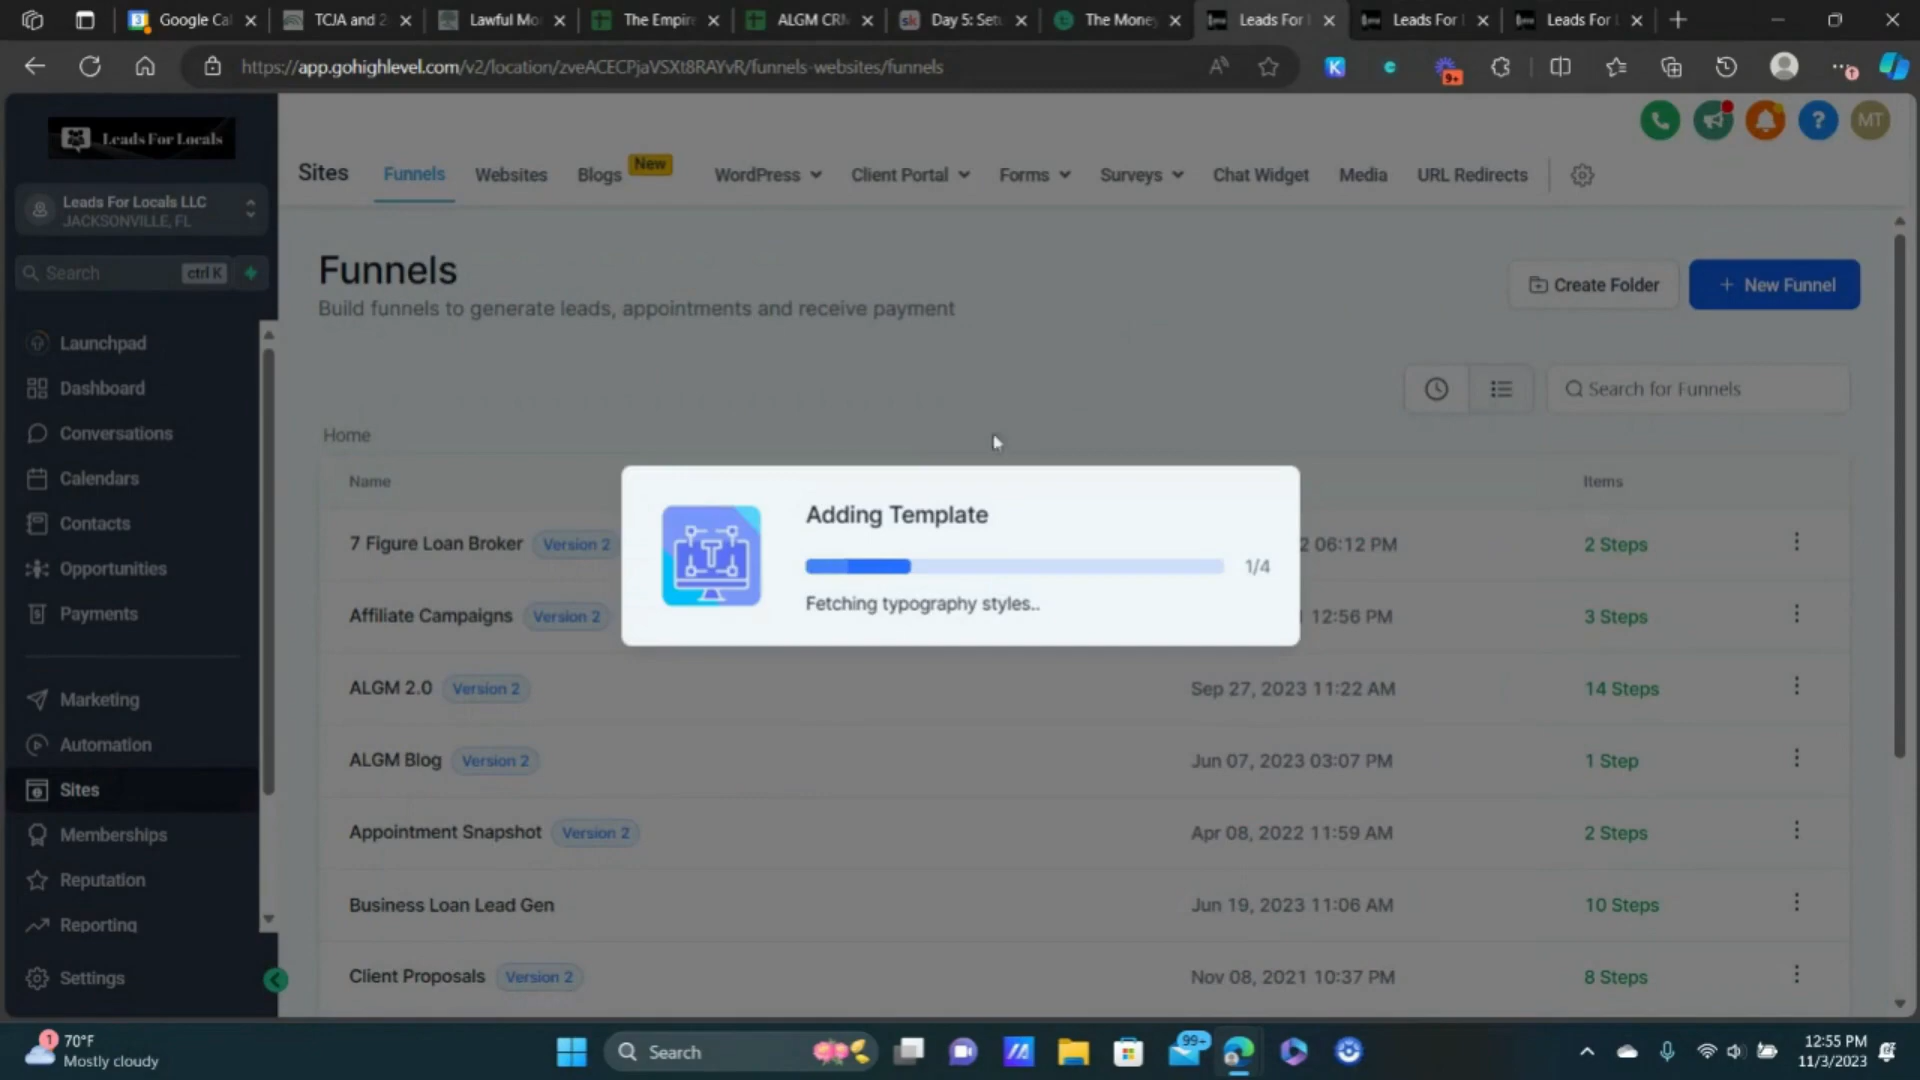 Google Cal
TCJA and 2
Lawful Mo
The Empire
ALGM CRM
Day 5: Setu
The Money
Leads For
Leads For
Leads For
https://app.gohighlevel.com/v2/location/zveACECPjaVSXt8RAYvR/funnels-websites/funnels
9+
Leads For Locals
Leads For Locals LLC
JACKSONVILLE, FL
Search
ctrl K
Launchpad
Dashboard
Conversations
Calendars
Contacts
Opportunities
Payments
Marketing
Automation
Sites
Memberships
Reputation
Reporting
Settings
MT
Sites
Funnels
Websites
Blogs
New
WordPress
Client Portal
Forms
Surveys
Chat Widget
Media
URL Redirects
Funnels
Build funnels to generate leads, appointments and receive payment
Create Folder
+ New Funnel
Search for Funnels
Home
Name
Items
7 Figure Loan Broker Version 2
2 06:12 PM
2 Steps
Affiliate Campaigns Version 2
12:56 PM
3 Steps
Adding Template
1/4
Fetching typography styles..
ALGM 2.0 Version 2
Sep 27, 2023 11:22 AM
14 Steps
ALGM Blog Version 2
Jun 07, 2023 03:07 PM
1 Step
Appointment Snapshot Version 2
Apr 08, 2022 11:59 AM
2 Steps
Business Loan Lead Gen
Jun 19, 2023 11:06 AM
10 Steps
Client Proposals Version 2
Nov 08, 2021 10:37 PM
8 Steps
1
70°F
Mostly cloudy
Search
99+
12:55 PM
11/3/2023